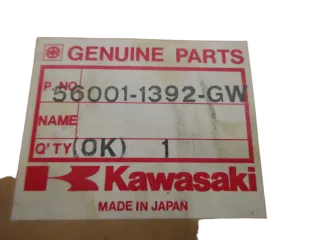 GENUINE PARTS
P. NO. 56001-1392-GW
NAME
Q'TY (OK) 1
Kawasaki
MADE IN JAPAN